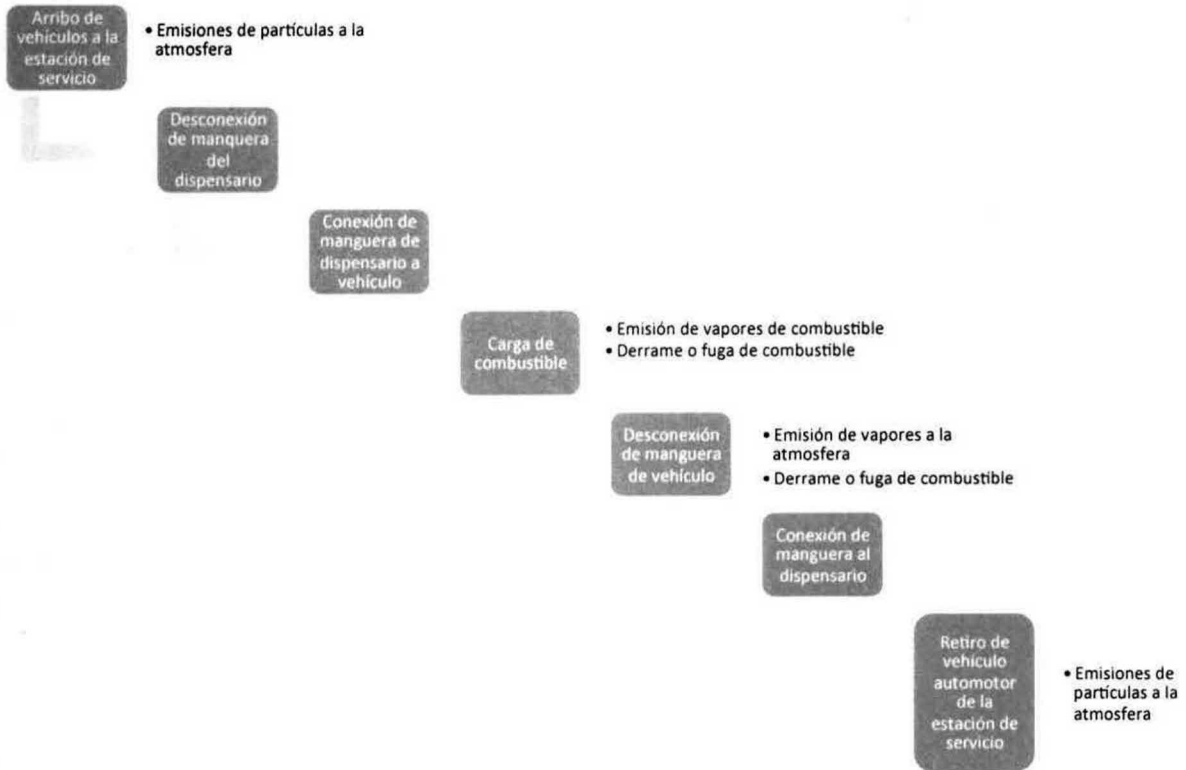 Arribo de
vehículos a la
estación de
servicio
• Emisiones de partículas a la
atmosfera
Desconexión
de manquera
del
dispensario
Conexión de
manguera de
dispensario a
vehículo
Carga de
combustible
• Emisión de vapores de combustible
• Derrame o fuga de combustible
Desconexión
de manguera
de vehículo
• Emisión de vapores a la
atmosfera
• Derrame o fuga de combustible
Conexión de
manguera al
dispensario
Retiro de
vehículo
automotor
de la
estación de
servicio
• Emisiones de
partículas a la
atmosfera